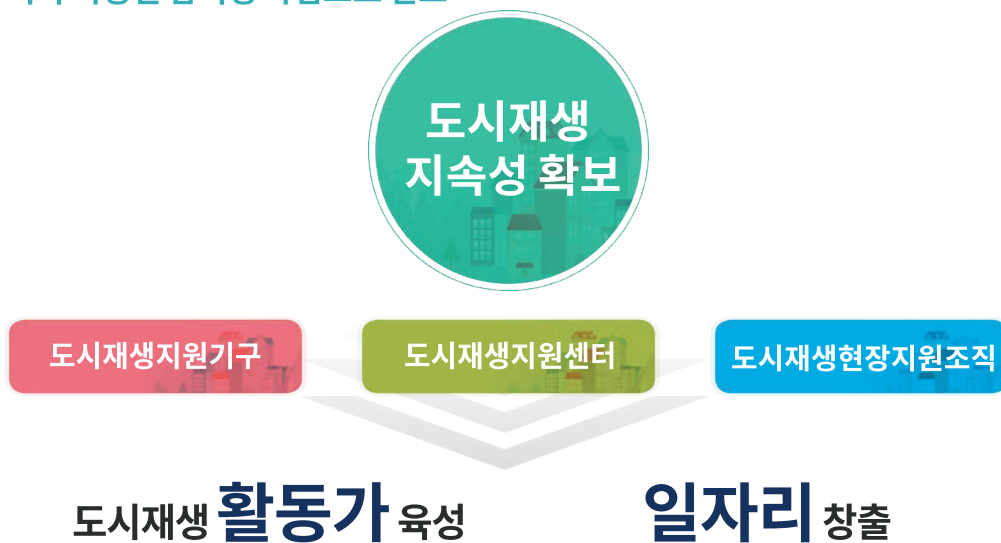 도시재생
지속성 확보
도시재생지원기구
도시재생지원센터
도시재생현장지원조직
도시재생 활동가 육성
일자리 창출